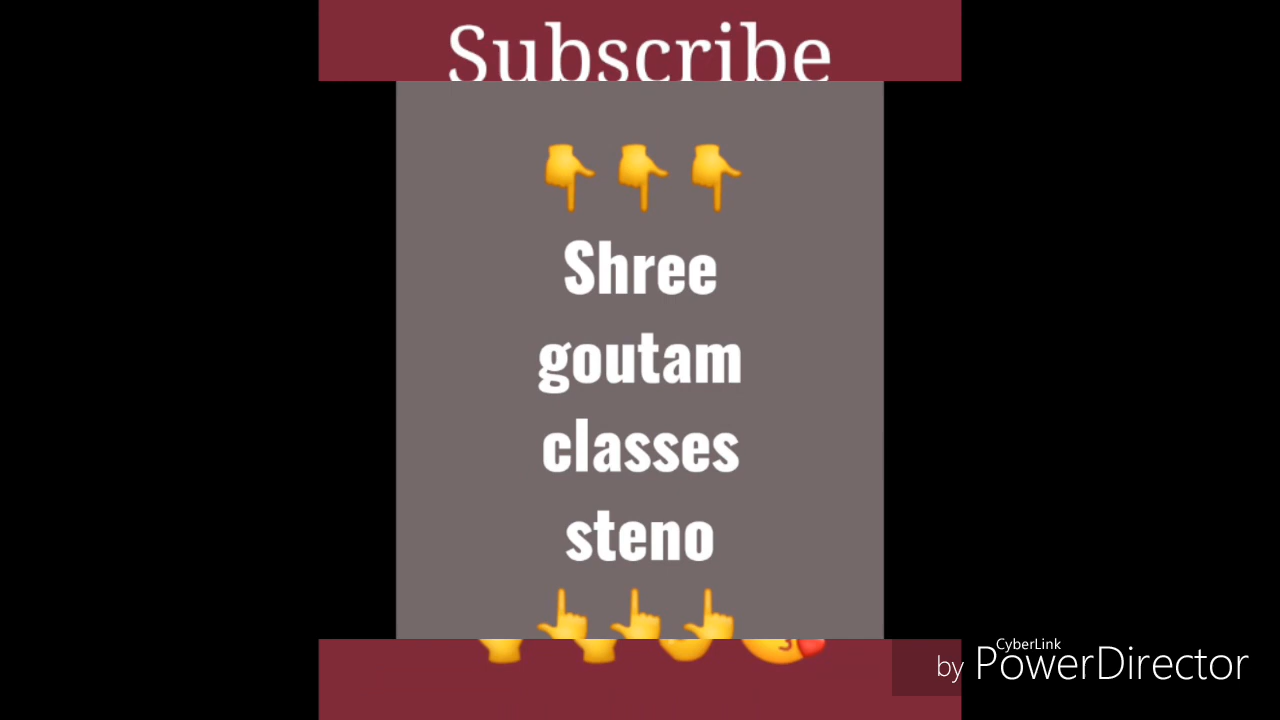 Subscribe
👇👇👇
Shree
goutam
classes
steno
👆👆👆
CyberLink
by PowerDirector